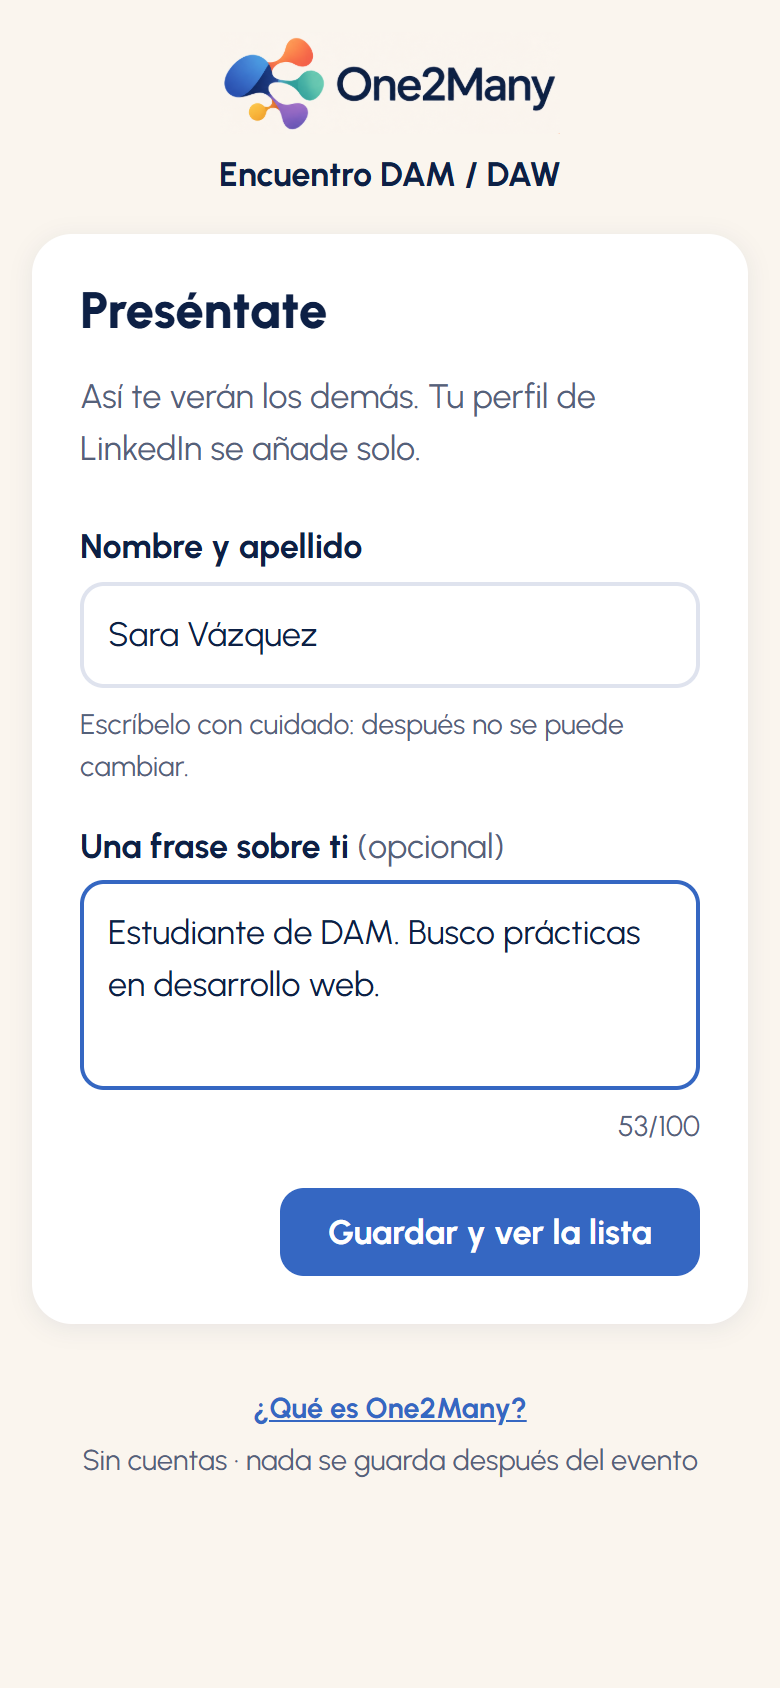 One2Many
Encuentro DAM / DAW
Preséntate
Así te verán los demás. Tu perfil de
LinkedIn se añade solo.
Nombre y apellido
Sara Vázquez
Escríbelo con cuidado: después no se puede
cambiar.
Una frase sobre ti (opcional)
Estudiante de DAM. Busco prácticas
en desarrollo web.
53/100
Guardar y ver la lista
¿Qué es One2Many?
Sin cuentas · nada se guarda después del evento